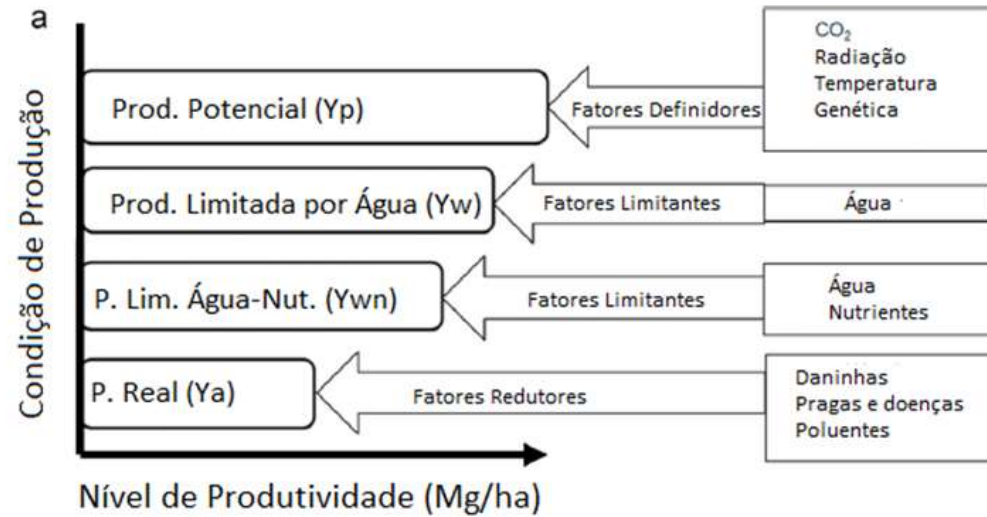 a
Condição de Produção
Prod. Potencial (Yp)
Fatores Definidores
CO₂
Radiação
Temperatura
Genética
Prod. Limitada por Água (Yw)
Fatores Limitantes
Água
P. Lim. Água-Nut. (Ywn)
Fatores Limitantes
Água
Nutrientes
P. Real (Ya)
Fatores Redutores
Daninhas
Pragas e doenças
Poluentes
Nível de Produtividade (Mg/ha)